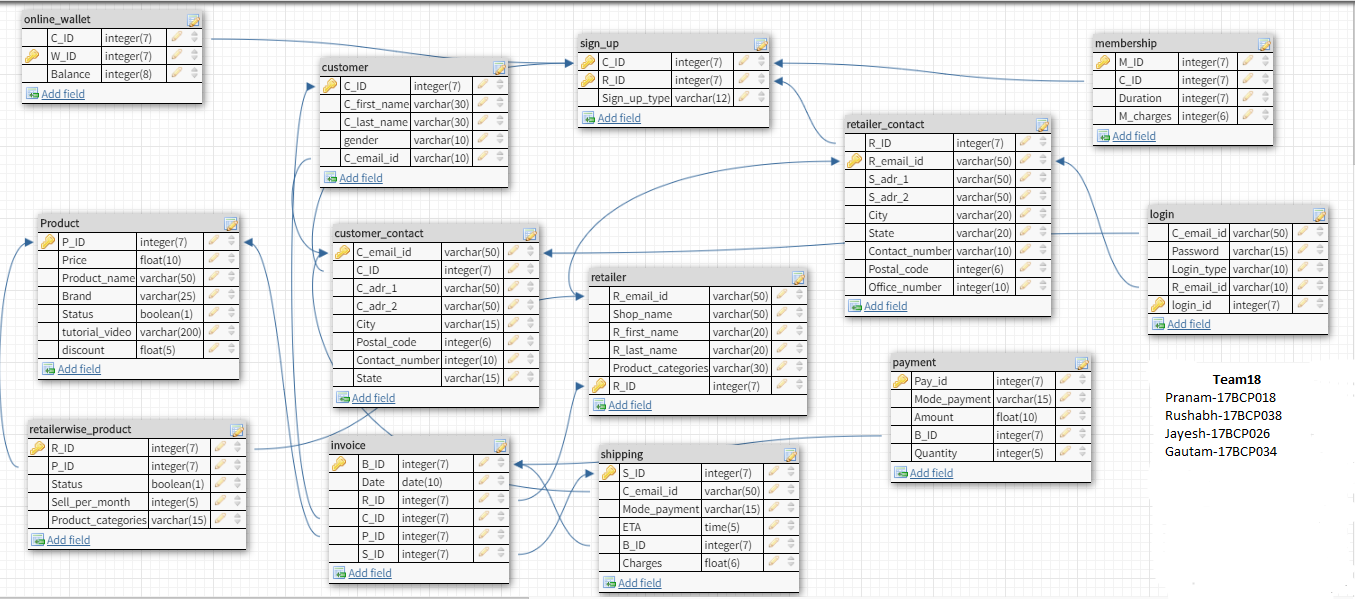 online_wallet
C_ID integer(7)
W_ID integer(7)
Balance integer(8)
Add field
customer
C_ID integer(7)
C_first_name varchar(30)
C_last_name varchar(30)
gender varchar(10)
C_email_id varchar(10)
Add field
sign_up
C_ID integer(7)
R_ID integer(7)
Sign_up_type varchar(12)
Add field
membership
M_ID integer(7)
C_ID integer(7)
Duration integer(7)
M_charges integer(6)
Add field
retailer_contact
R_ID integer(7)
R_email_id varchar(50)
S_adr_1 varchar(50)
S_adr_2 varchar(50)
City varchar(20)
State varchar(20)
Contact_number varchar(10)
Postal_code integer(6)
Office_number integer(10)
Add field
login
C_email_id varchar(50)
Password varchar(15)
Login_type varchar(10)
R_email_id varchar(10)
login_id integer(7)
Add field
Product
P_ID integer(7)
Price float(10)
Product_name varchar(50)
Brand varchar(25)
Status boolean(1)
tutorial_video varchar(200)
discount float(5)
Add field
customer_contact
C_email_id varchar(50)
C_ID integer(7)
C_adr_1 varchar(50)
C_adr_2 varchar(50)
City varchar(15)
Postal_code integer(6)
Contact_number integer(10)
State varchar(15)
Add field
retailer
R_email_id varchar(50)
Shop_name varchar(50)
R_first_name varchar(20)
R_last_name varchar(20)
Product_categories varchar(30)
R_ID integer(7)
Add field
payment
Pay_id integer(7)
Mode_payment varchar(15)
Amount float(10)
B_ID integer(7)
Quantity integer(5)
Add field
Team18
Pranam-17BCP018
Rushabh-17BCP038
Jayesh-17BCP026
Gautam-17BCP034
retailerwise_product
R_ID integer(7)
P_ID integer(7)
Status boolean(1)
Sell_per_month integer(5)
Product_categories varchar(15)
Add field
invoice
B_ID integer(7)
Date date(10)
R_ID integer(7)
C_ID integer(7)
P_ID integer(7)
S_ID integer(7)
Add field
shipping
S_ID integer(7)
C_email_id varchar(50)
Mode_payment varchar(15)
ETA time(5)
B_ID integer(7)
Charges float(6)
Add field